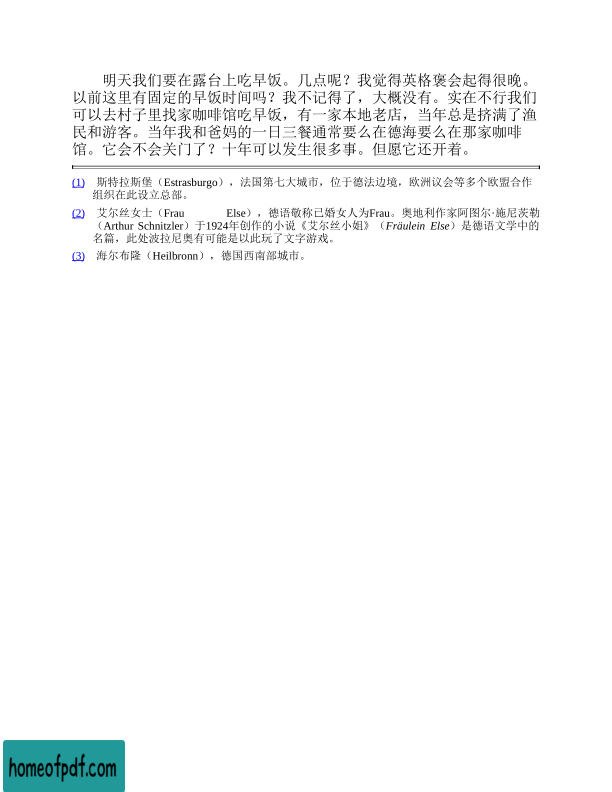 明天我们要在露台上吃早饭。几点呢？我觉得英格褒会起得很晚。
以前这里有固定的早饭时间吗？我不记得了，大概没有。实在不行我们
可以去村子里找家咖啡馆吃早饭，有一家本地老店，当年总是挤满了渔
民和游客。当年我和爸妈的一日三餐通常要么在德海要么在那家咖啡
馆。它会不会关门了？十年可以发生很多事。但愿它还开着。
(1) 斯特拉斯堡（Estrasburgo），法国第七大城市，位于德法边境，欧洲议会等多个欧盟合作
组织在此设立总部。
(2) 艾尔丝女士（Frau Else），德语敬称已婚女人为Frau。奥地利作家阿图尔·施尼茨勒
（Arthur Schnitzler）于1924年创作的小说《艾尔丝小姐》（Fräulein Else）是德语文学中的
名篇，此处波拉尼奥有可能是以此玩了文字游戏。
(3) 海尔布隆（Heilbronn），德国西南部城市。
homeofpdf.com